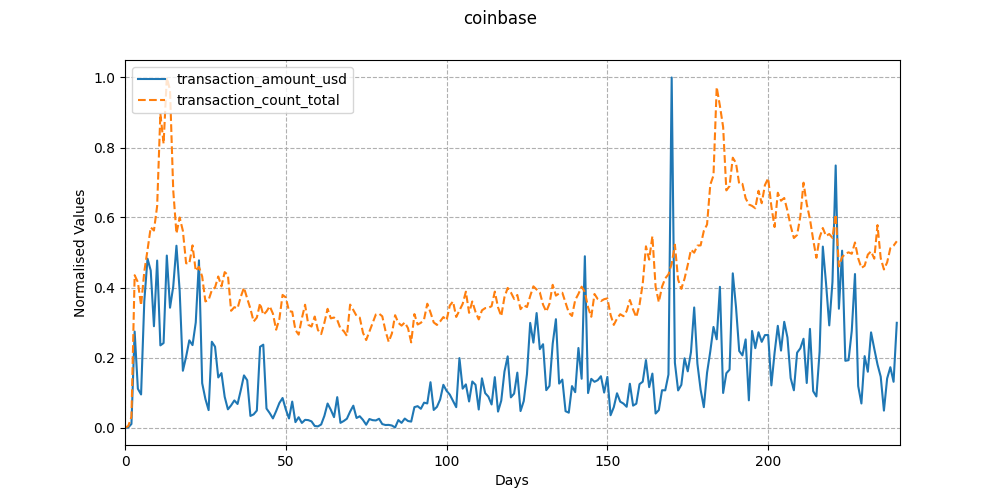 coinbase
transaction_amount_usd
transaction_count_total
Normalised Values
1.0
0.8
0.6
0.4
0.2
0.0
0 50 100 150 200
Days